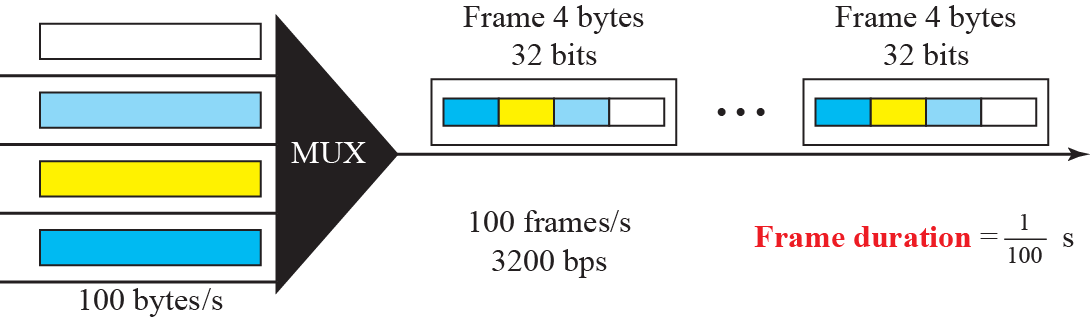 Frame 4 bytes
32 bits
Frame 4 bytes
32 bits
MUX
100 frames/s
3200 bps
Frame duration = 1/100 s
100 bytes/s